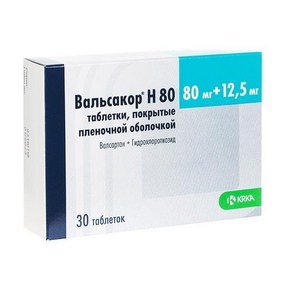 Вальсакор® Н 80
80 мг+12,5 мг
таблетки, покрытые
пленочной оболочкой
Валсартан + Гидрохлоротиазид
30 таблеток
KRKA